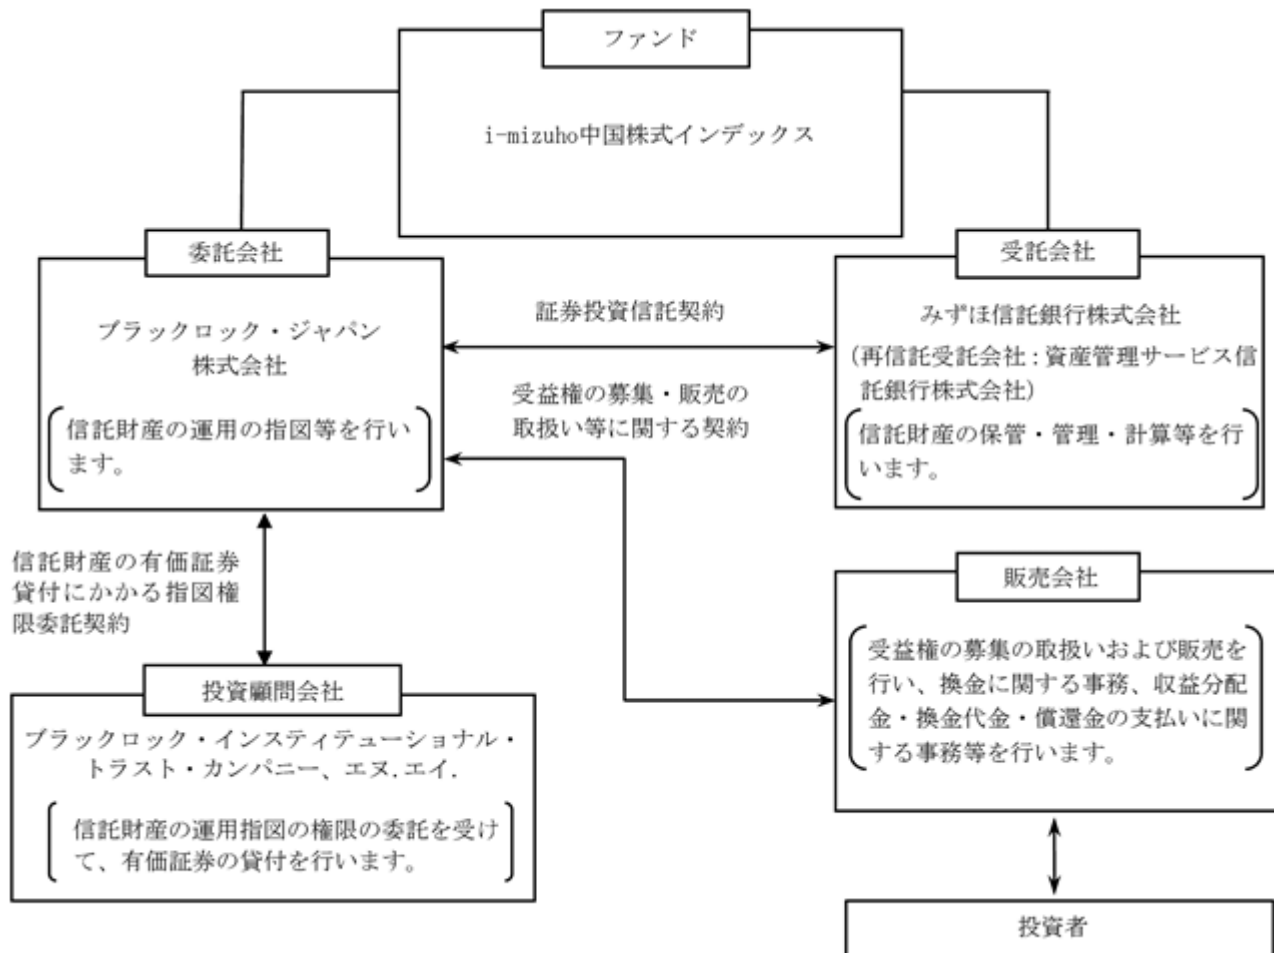 ファンド
i-mizuho中国株式インデックス
委託会社
ブラックロック・ジャパン
株式会社
信託財産の運用の指図等を行い
ます。
証券投資信託契約
受益権の募集・販売の
取扱い等に関する契約
受託会社
みずほ信託銀行株式会社
(再信託受託会社:資産管理サービス信
託銀行株式会社)
信託財産の保管・管理・計算等を行
います。
信託財産の有価証券
貸付にかかる指図権
限委託契約
投資顧問会社
ブラックロック・インスティテューショナル・
トラスト・カンパニー、エヌ.エイ.
信託財産の運用指図の権限の委託を受け
て、有価証券の貸付を行います。
販売会社
受益権の募集の取扱いおよび販売を
行い、換金に関する事務、収益分配
金・換金代金・償還金の支払いに関
する事務等を行います。
投資者